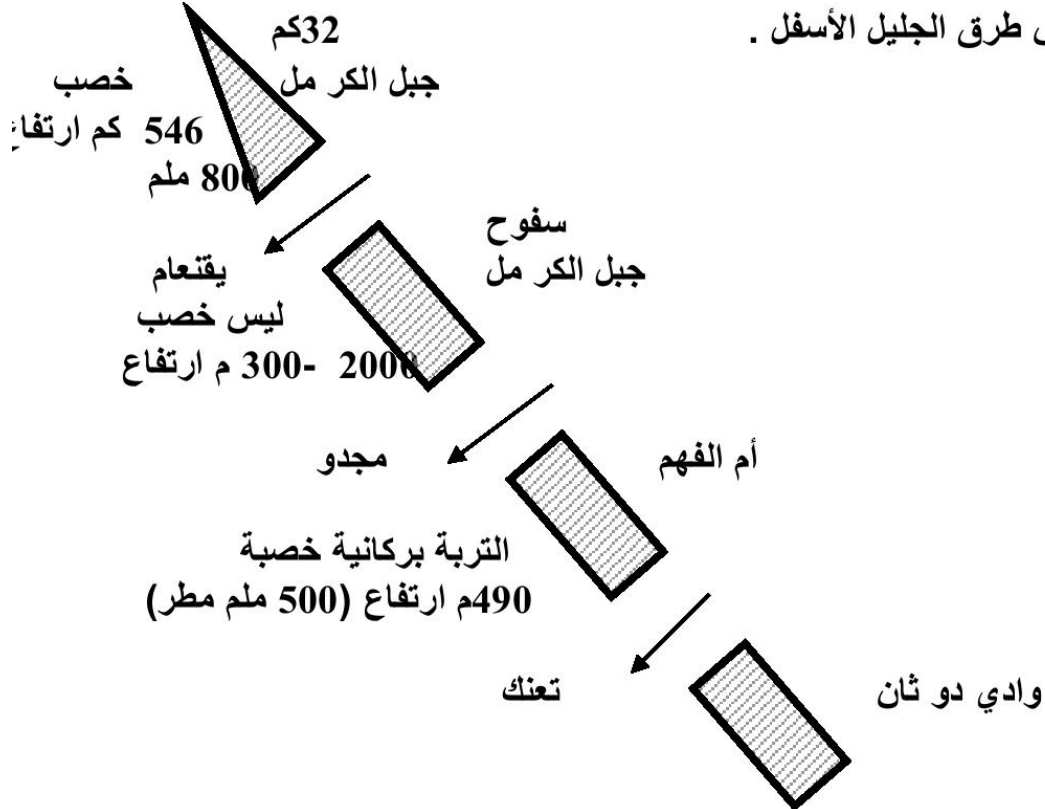 طرق الجليل الأسفل .
32كم
جبل الكر مل
خصب
546 كم ارتفاع
800 ملم
سفوح
جبل الكر مل
يقنعام
ليس خصب
2000 -300 م ارتفاع
مجدو
أم الفهم
التربة بركانية خصبة
490م ارتفاع (500 ملم مطر)
تعنك
وادي دو ثان